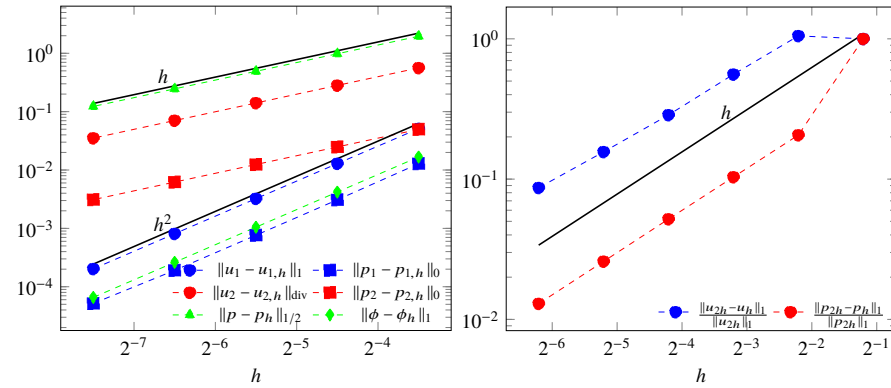 10^0
10^−1
10^−2
10^−3
10^−4
h
h^2
‖u_1 − u_{1,h}‖_1 ‖p_1 − p_{1,h}‖_0
‖u_2 − u_{2,h}‖_div ‖p_2 − p_{2,h}‖_0
‖p − p_h‖_{1/2} ‖ϕ − ϕ_h‖_1
2^−7 2^−6 2^−5 2^−4
h
10^0
10^−1
10^−2
h
‖u_{2h}−u_h‖_1 / ‖u_{2h}‖_1 ‖p_{2h}−p_h‖_1 / ‖p_{2h}‖_1
2^−6 2^−5 2^−4 2^−3 2^−2 2^−1
h